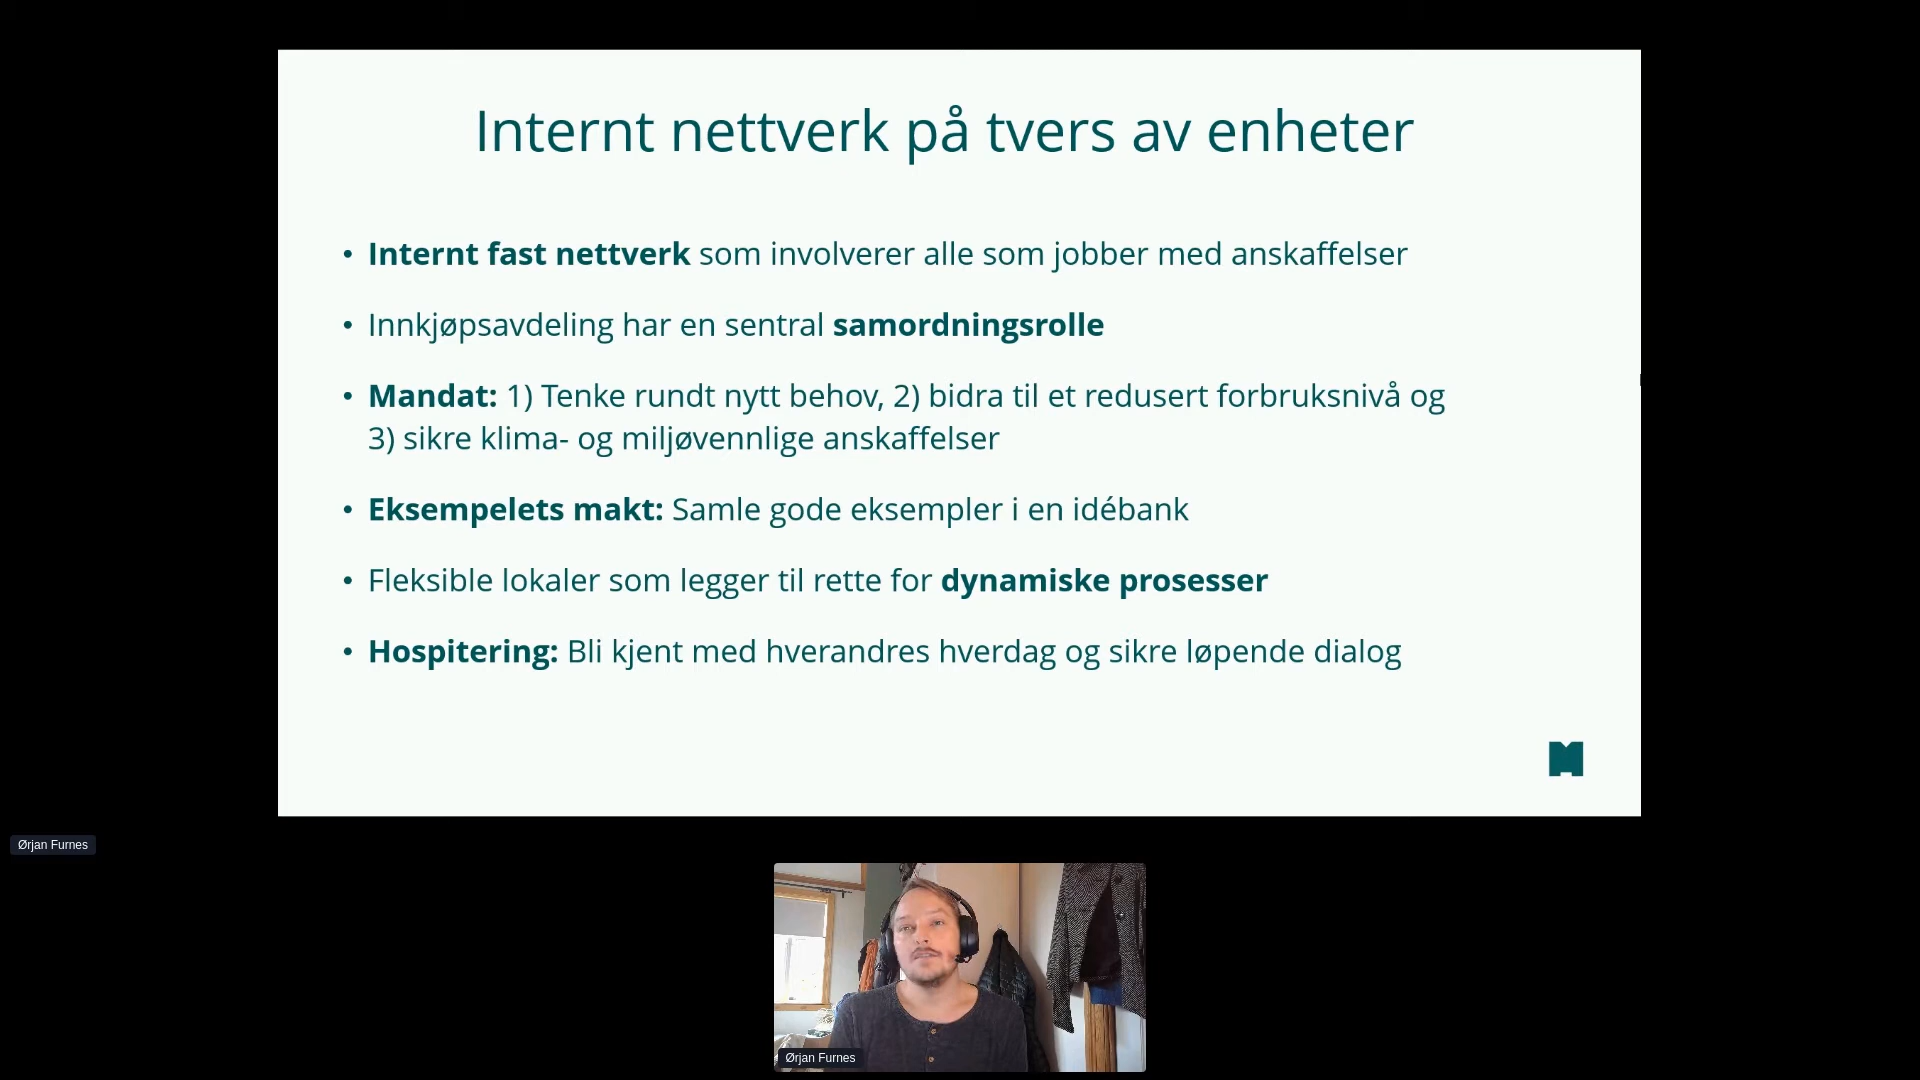 Internt nettverk på tvers av enheter
• Internt fast nettverk som involverer alle som jobber med anskaffelser
• Innkjøpsavdeling har en sentral samordningsrolle
• Mandat: 1) Tenke rundt nytt behov, 2) bidra til et redusert forbruksnivå og
3) sikre klima- og miljøvennlige anskaffelser
• Eksempelets makt: Samle gode eksempler i en idébank
• Fleksible lokaler som legger til rette for dynamiske prosesser
• Hospitering: Bli kjent med hverandres hverdag og sikre løpende dialog
Ørjan Furnes
Ørjan Furnes